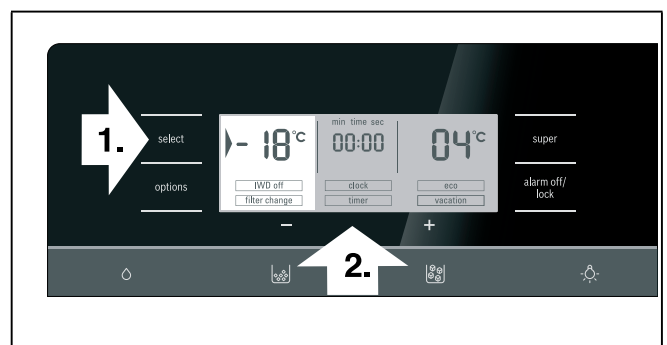 1.
select
options
-18°C
min time sec
00:00
04°C
IWD off
filter change
clock
timer
eco
vacation
super
alarm off/
lock
- +
2.